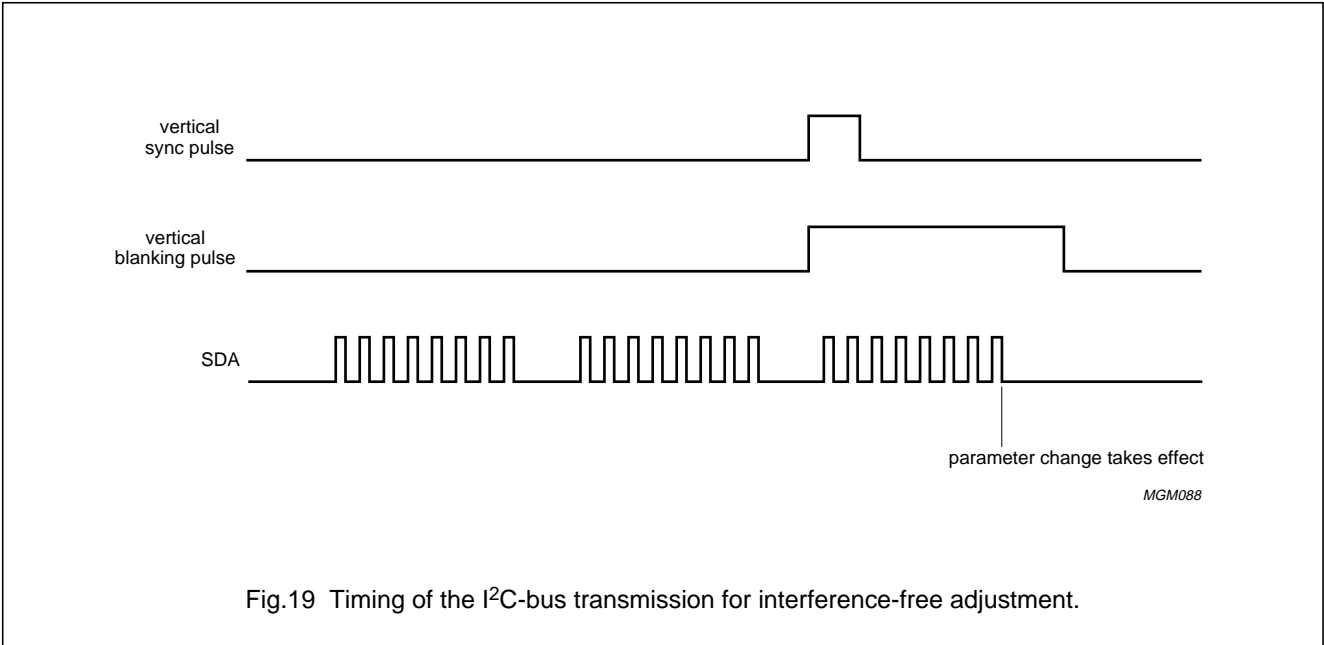 vertical
sync pulse
vertical
blanking pulse
SDA
parameter change takes effect
MGM088
Fig.19 Timing of the I²C-bus transmission for interference-free adjustment.